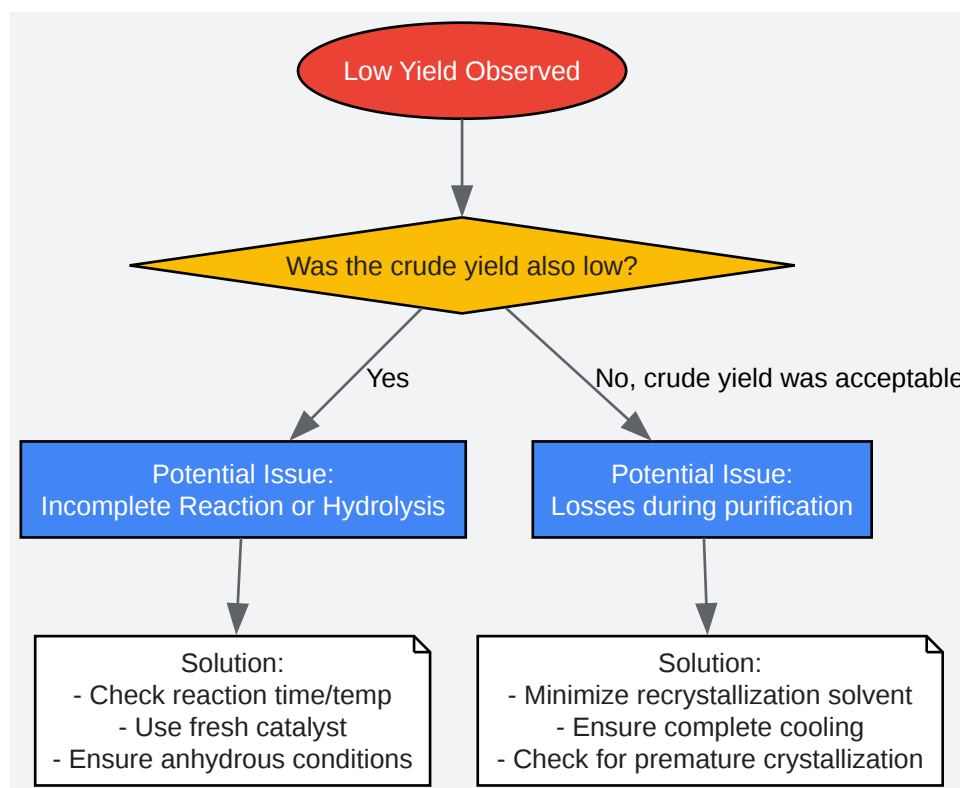 Low Yield Observed
Was the crude yield also low?
Yes
No, crude yield was acceptable
Potential Issue:
Incomplete Reaction or Hydrolysis
Potential Issue:
Losses during purification
Solution:
- Check reaction time/temp
- Use fresh catalyst
- Ensure anhydrous conditions
Solution:
- Minimize recrystallization solvent
- Ensure complete cooling
- Check for premature crystallization